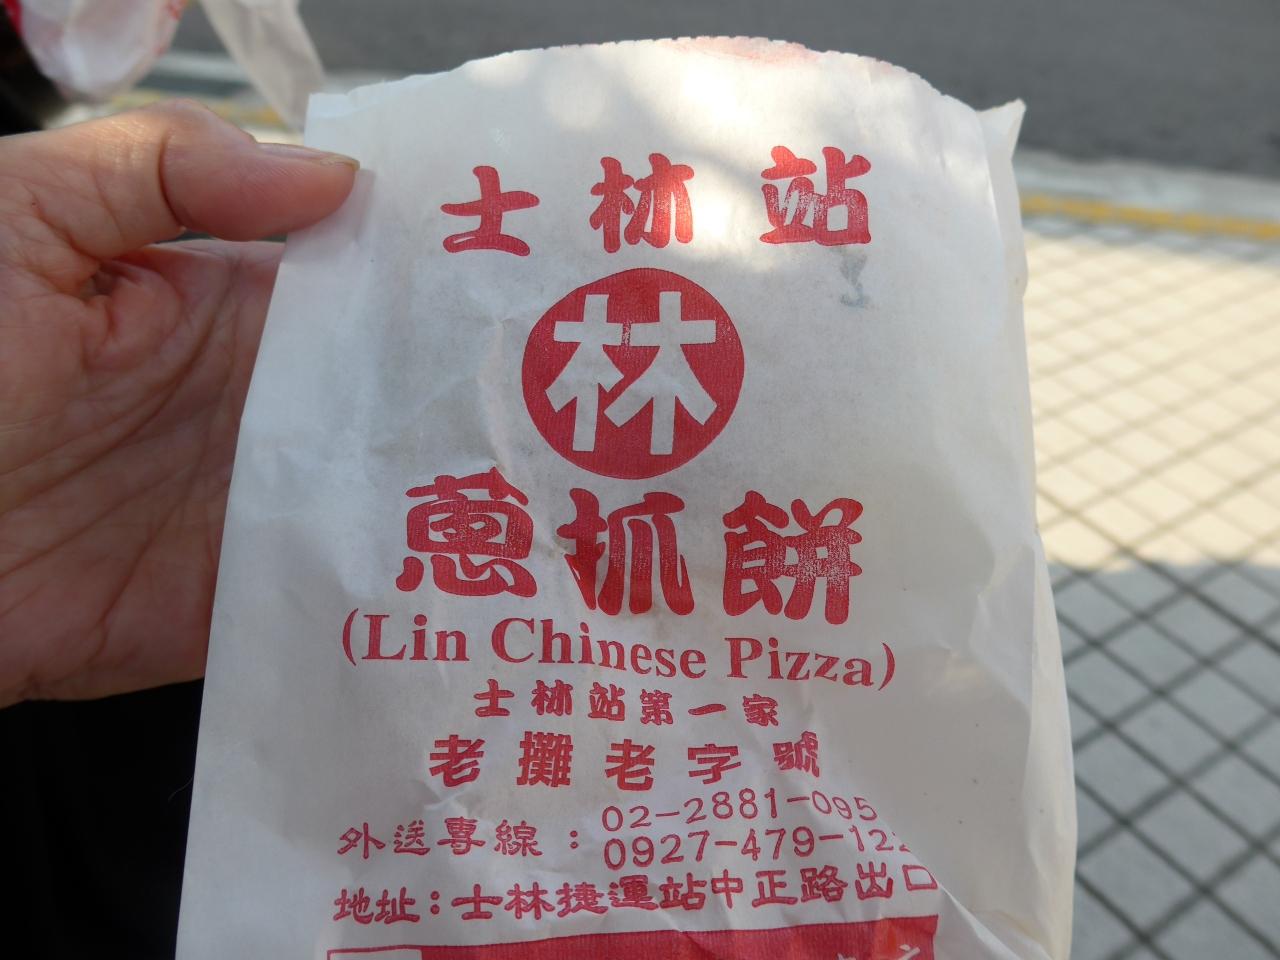 士林站
林
蔥抓餅
(Lin Chinese Pizza)
士林站第一家
老攤老字號
外送專線：02-2881-095
0927-479-122
地址：士林捷運站中正路出口